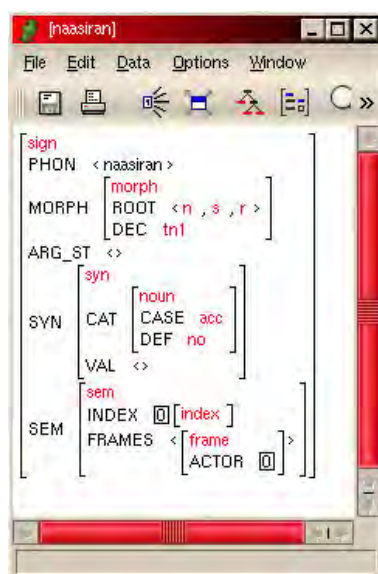 [naasiran]
File Edit Data Options Window
»
sign
PHON < naasiran >
morph
MORPH ROOT < n , s , r >
DEC tn1
ARG_ST <>
syn
noun
SYN CAT CASE acc
DEF no
VAL <>
sem
INDEX 0 [index ]
SEM FRAMES < [frame
ACTOR 0 ] >